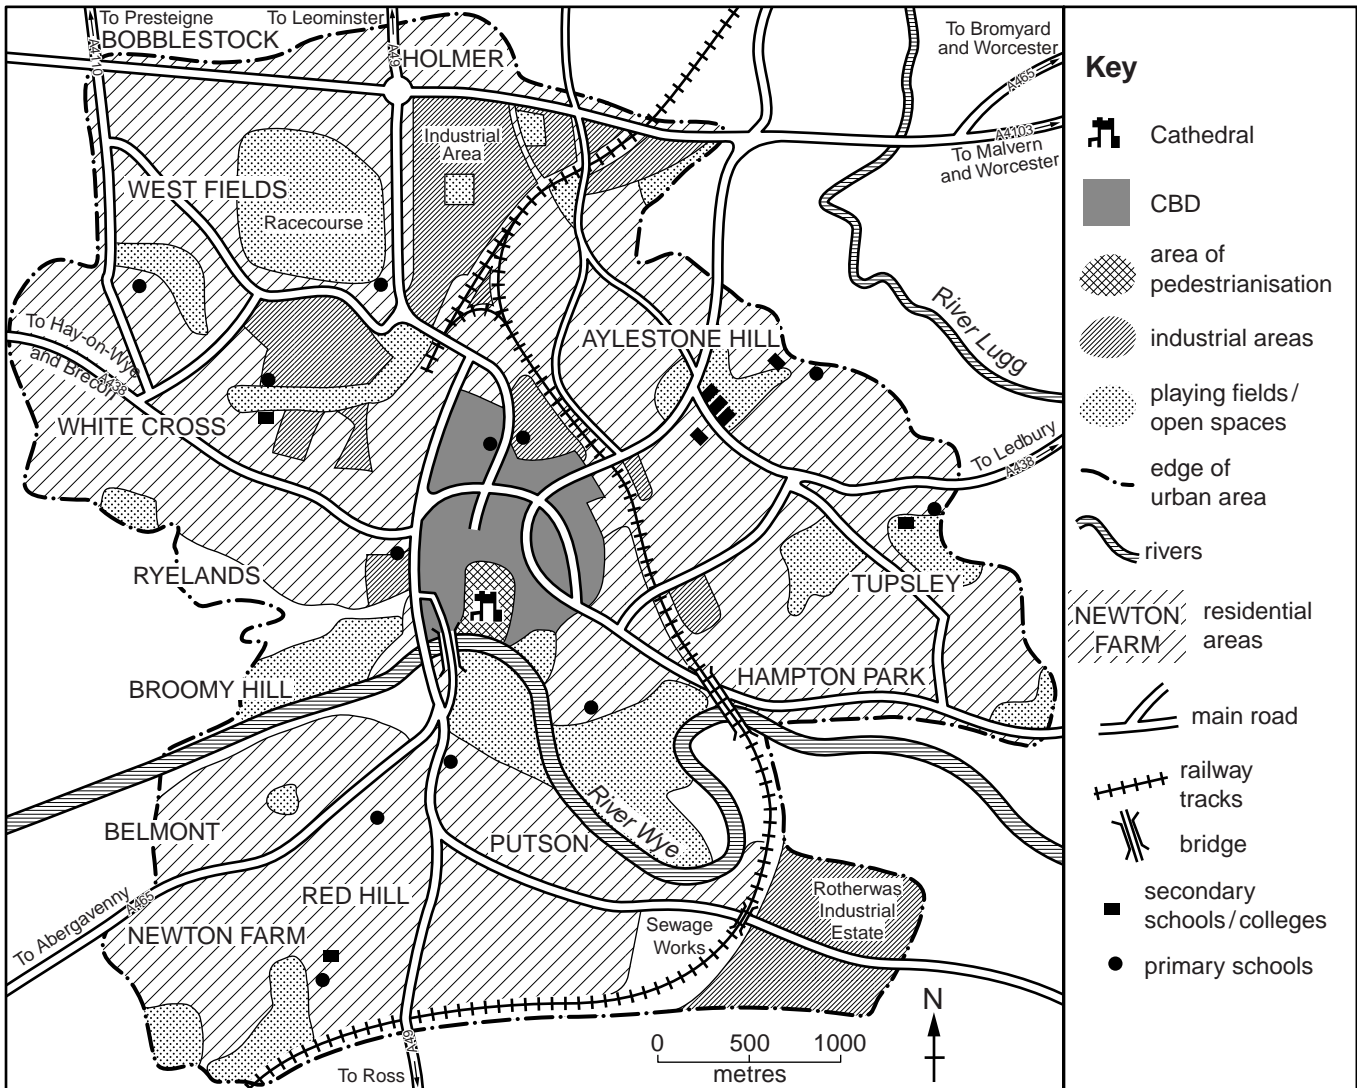 To Presteigne
BOBBLESTOCK
A4110
To Leominster
A49
HOLMER
To Bromyard
and Worcester
A465
A4103
To Malvern
and Worcester
Industrial
Area
WEST FIELDS
Racecourse
River Lugg
To Hay-on-Wye
and Brecon
A438
AYLESTONE HILL
WHITE CROSS
To Ledbury
A438
RYELANDS
TUPSLEY
BROOMY HILL
HAMPTON PARK
River Wye
BELMONT
PUTSON
RED HILL
Rotherwas
Industrial
Estate
To Abergavenny
A465
NEWTON FARM
Sewage
Works
A49
To Ross
N
0 500 1000
metres
Key
Cathedral
CBD
area of
pedestrianisation
industrial areas
playing fields/
open spaces
edge of
urban area
rivers
NEWTON
FARM
residential
areas
main road
railway
tracks
bridge
secondary
schools/colleges
primary schools